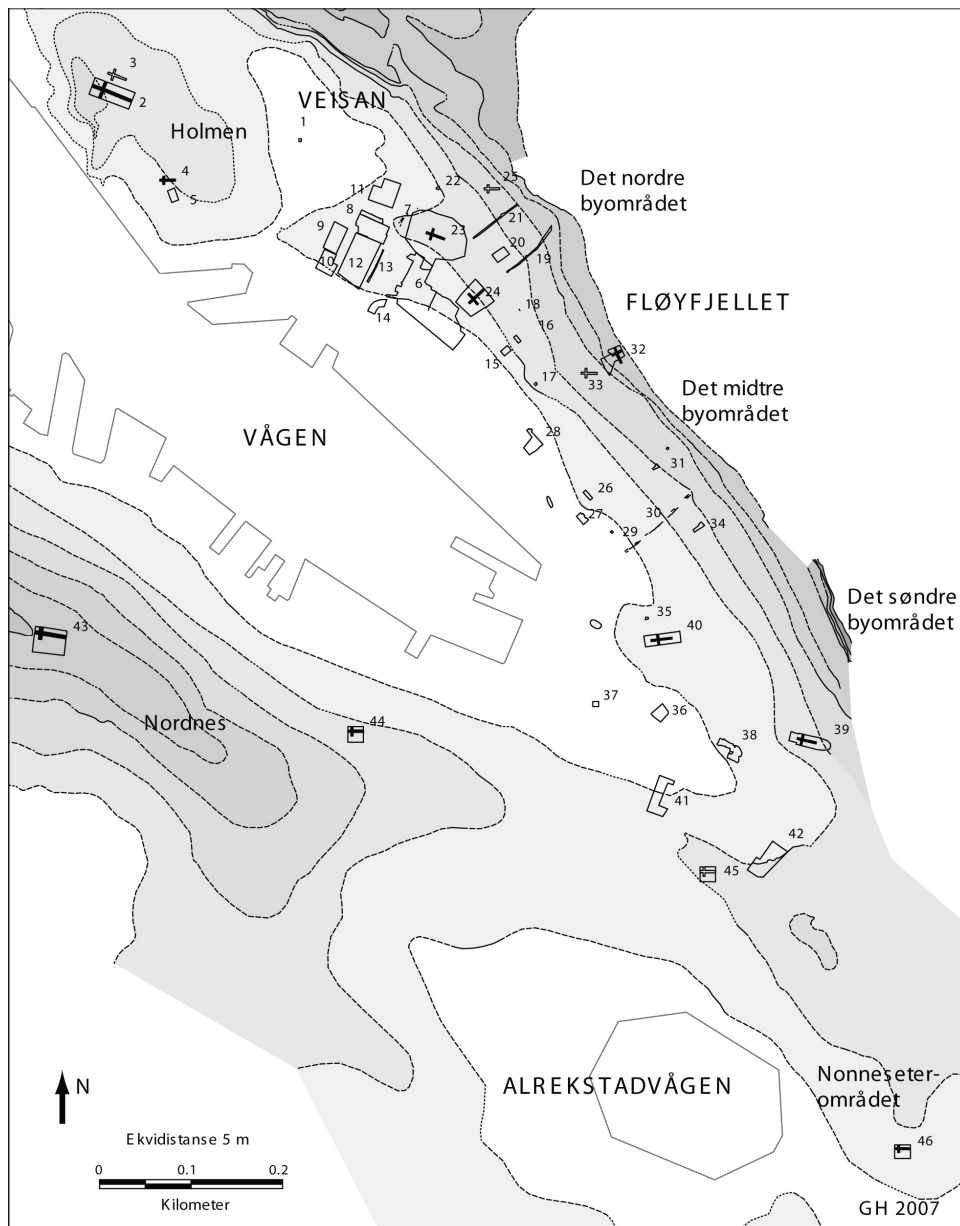 3
2
VEISAN
1
Holmen
4
5
25
22
Det nordre
byområdet
11
21
8
7
23
9
20
19
10
12
13
6
24
14
18
FLØYFJELLET
16
15
32
33
17
Det midtre
byområdet
VÅGEN
28
31
26
30
27
34
29
Det søndre
byområdet
35
40
43
37
36
Nordnes
44
38
39
41
42
45
ALREKSTADVÅGEN
Nonneseter-
området
N
46
Ekvidistanse 5 m
0 0.1 0.2
Kilometer
GH 2007